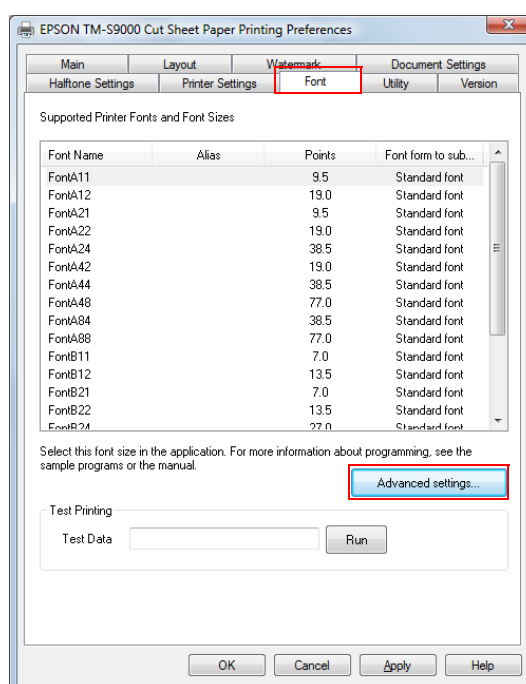 EPSON TM-S9000 Cut Sheet Paper Printing Preferences
Main Layout Watermark Document Settings
Halftone Settings Printer Settings Font Utility Version
Supported Printer Fonts and Font Sizes
Font Name Alias Points Font form to sub...
FontA11 9.5 Standard font
FontA12 19.0 Standard font
FontA21 9.5 Standard font
FontA22 19.0 Standard font
FontA24 38.5 Standard font
FontA42 19.0 Standard font
FontA44 38.5 Standard font
FontA48 77.0 Standard font
FontA84 38.5 Standard font
FontA88 77.0 Standard font
FontB11 7.0 Standard font
FontB12 13.5 Standard font
FontB21 7.0 Standard font
FontB22 13.5 Standard font
FontB24 27.0 Standard font
Select this font size in the application. For more information about programming, see the
sample programs or the manual.
Advanced settings...
Test Printing
Test Data Run
OK Cancel Apply Help